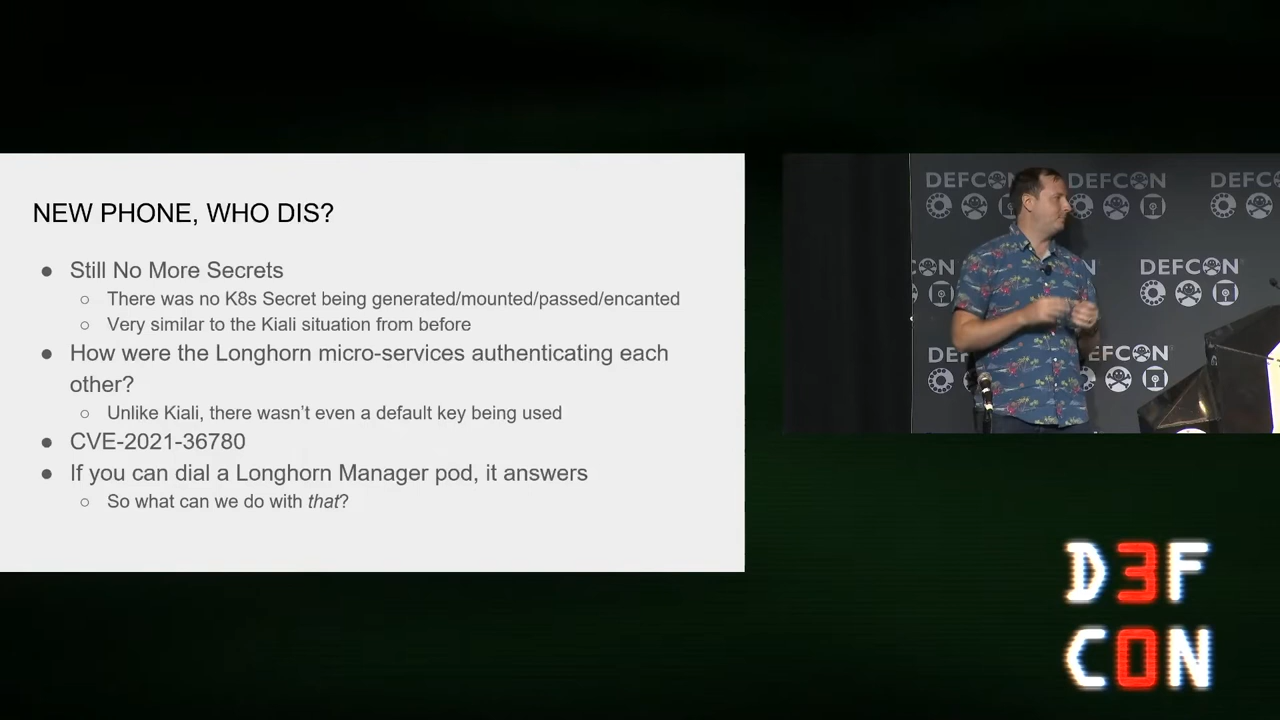 NEW PHONE, WHO DIS?
● Still No More Secrets
○ There was no K8s Secret being generated/mounted/passed/encanted
○ Very similar to the Kiali situation from before
● How were the Longhorn micro-services authenticating each
other?
○ Unlike Kiali, there wasn't even a default key being used
● CVE-2021-36780
● If you can dial a Longhorn Manager pod, it answers
○ So what can we do with that?
DEFCON DEFCON DEFCON
CON N DEFCON
DE EFCON
D3F
C0N